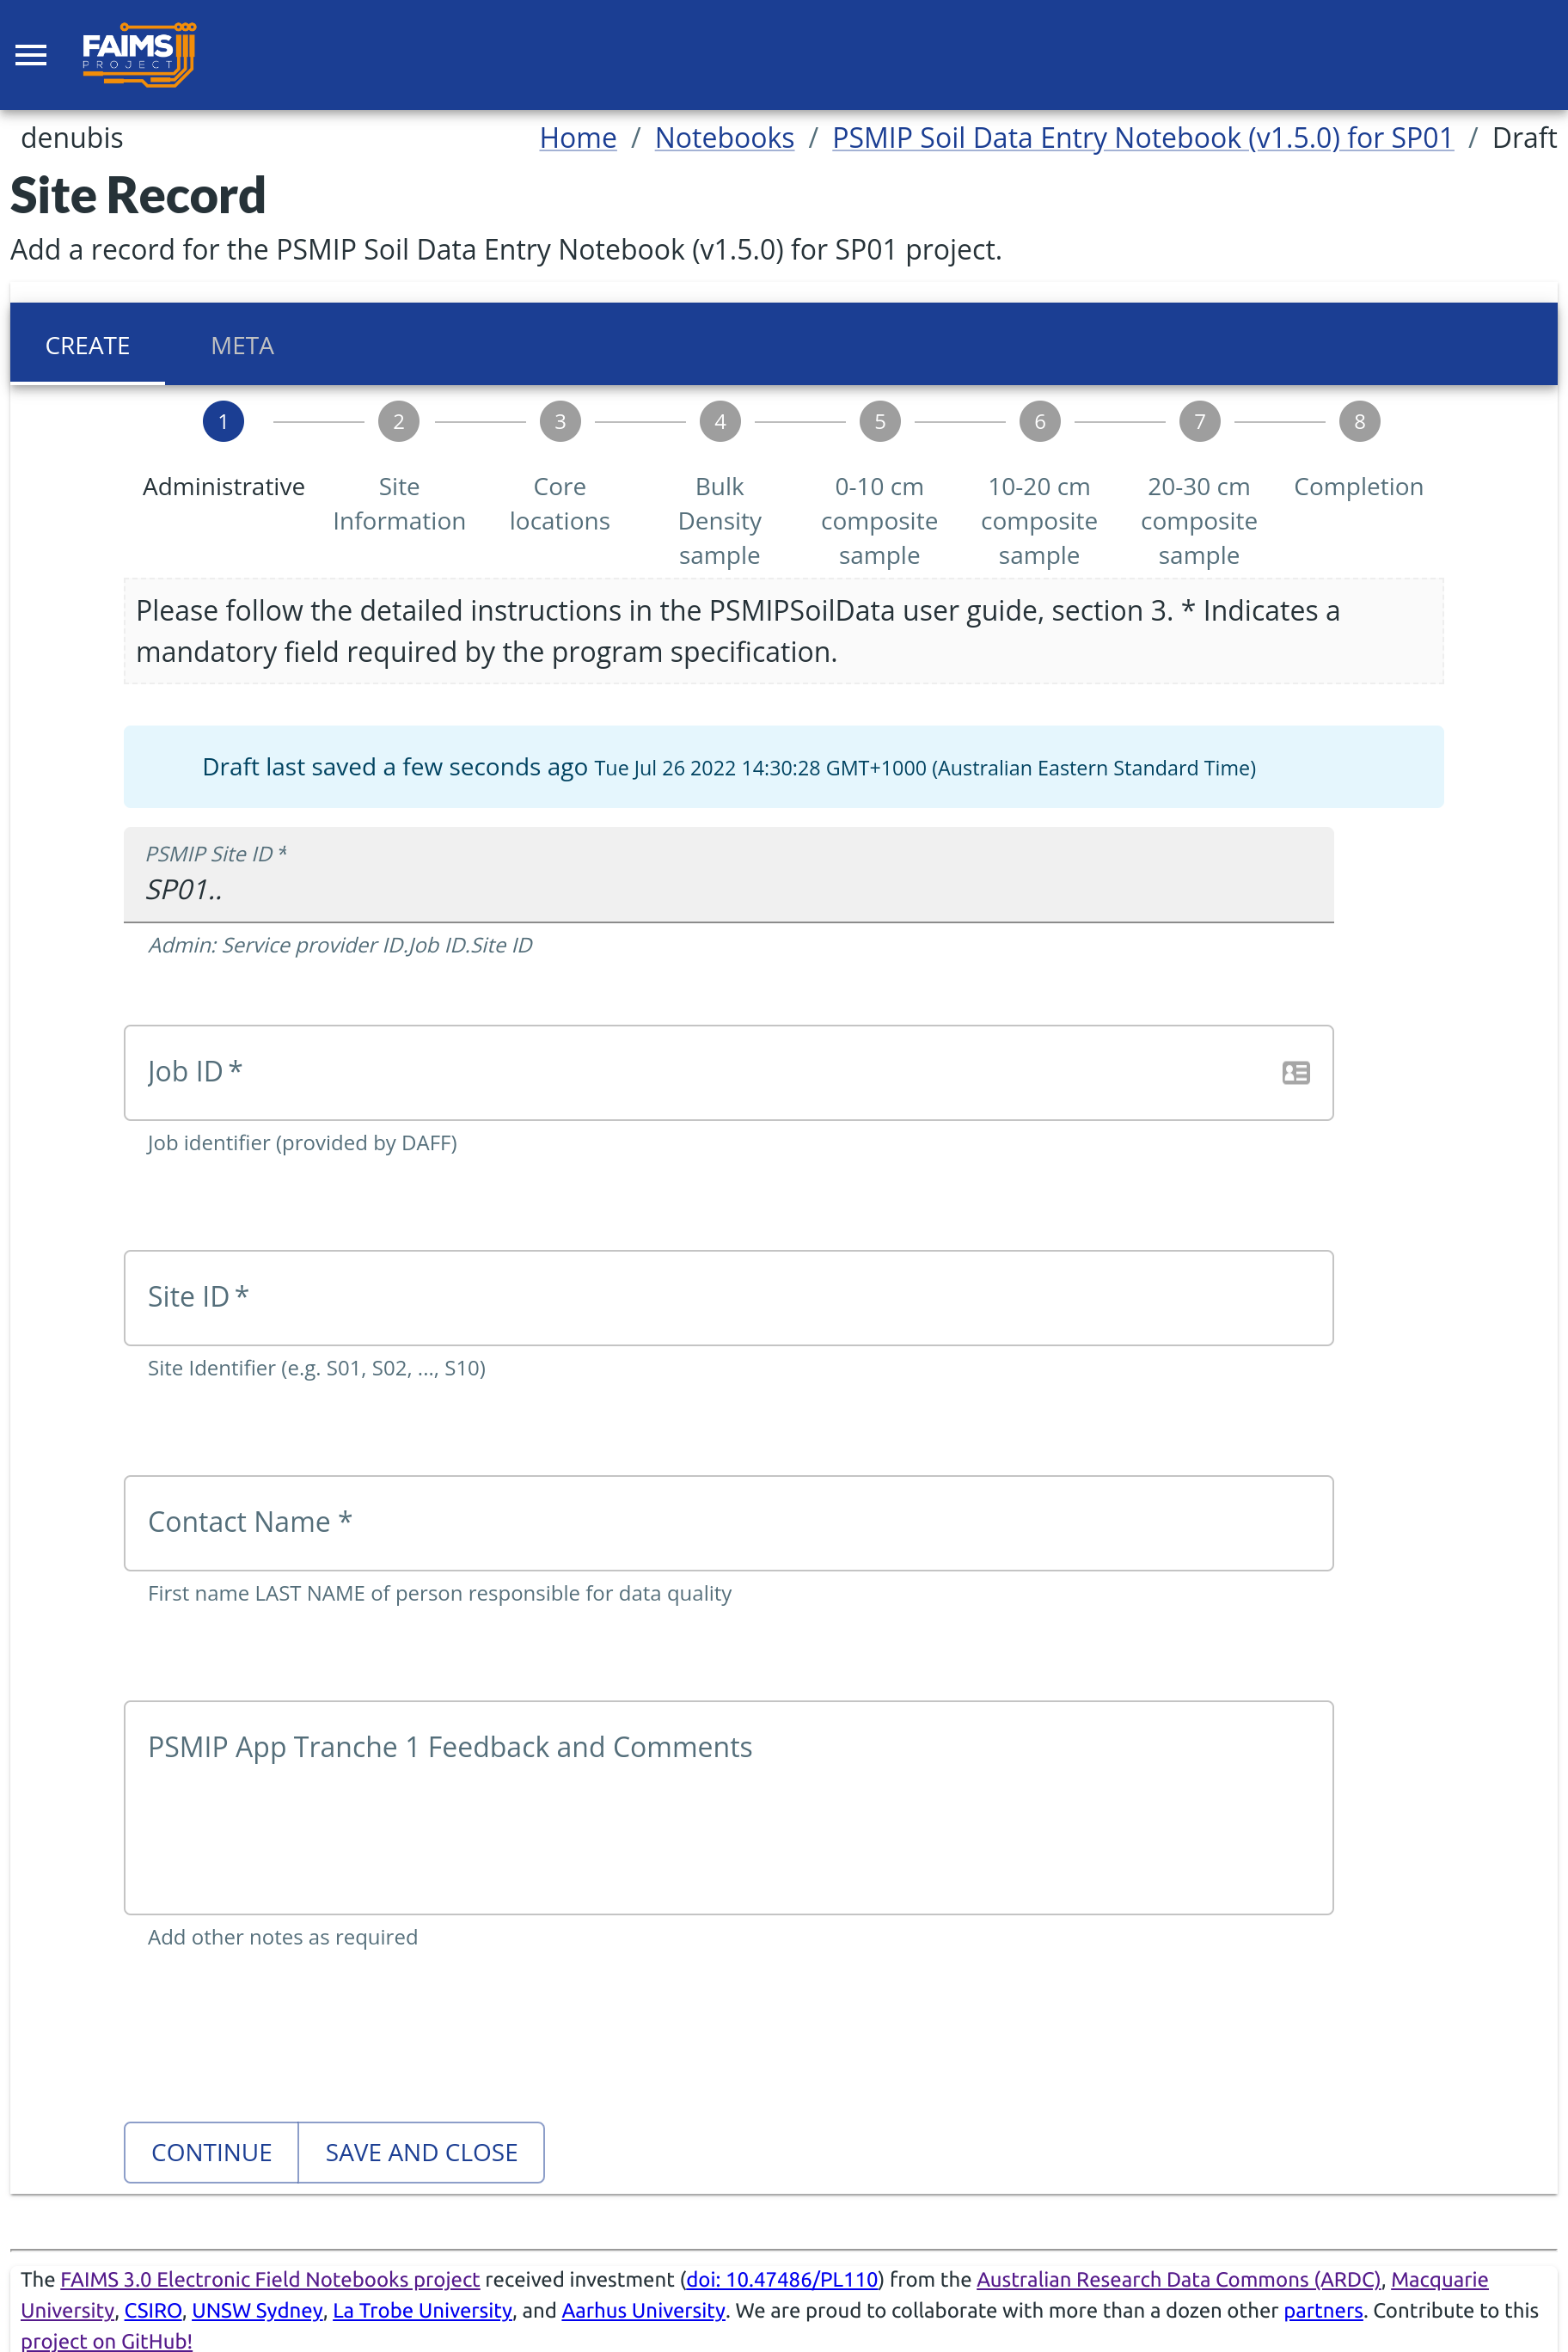 FAIMS
PROJECT
denubis
Home / Notebooks / PSMIP Soil Data Entry Notebook (v1.5.0) for SP01 / Draft
Site Record
Add a record for the PSMIP Soil Data Entry Notebook (v1.5.0) for SP01 project.
CREATE META
1 2 3 4 5 6 7 8
Administrative Site Core Bulk 0-10 cm 10-20 cm 20-30 cm Completion
Information locations Density composite composite composite
sample sample sample sample
Please follow the detailed instructions in the PSMIPSoilData user guide, section 3. * Indicates a
mandatory field required by the program specification.
Draft last saved a few seconds ago Tue Jul 26 2022 14:30:28 GMT+1000 (Australian Eastern Standard Time)
PSMIP Site ID *
SP01..
Admin: Service provider ID.Job ID.Site ID
Job ID *
Job identifier (provided by DAFF)
Site ID *
Site Identifier (e.g. S01, S02, ..., S10)
Contact Name *
First name LAST NAME of person responsible for data quality
PSMIP App Tranche 1 Feedback and Comments
Add other notes as required
CONTINUE SAVE AND CLOSE
The FAIMS 3.0 Electronic Field Notebooks project received investment (doi: 10.47486/PL110) from the Australian Research Data Commons (ARDC), Macquarie
University, CSIRO, UNSW Sydney, La Trobe University, and Aarhus University. We are proud to collaborate with more than a dozen other partners. Contribute to this
project on GitHub!